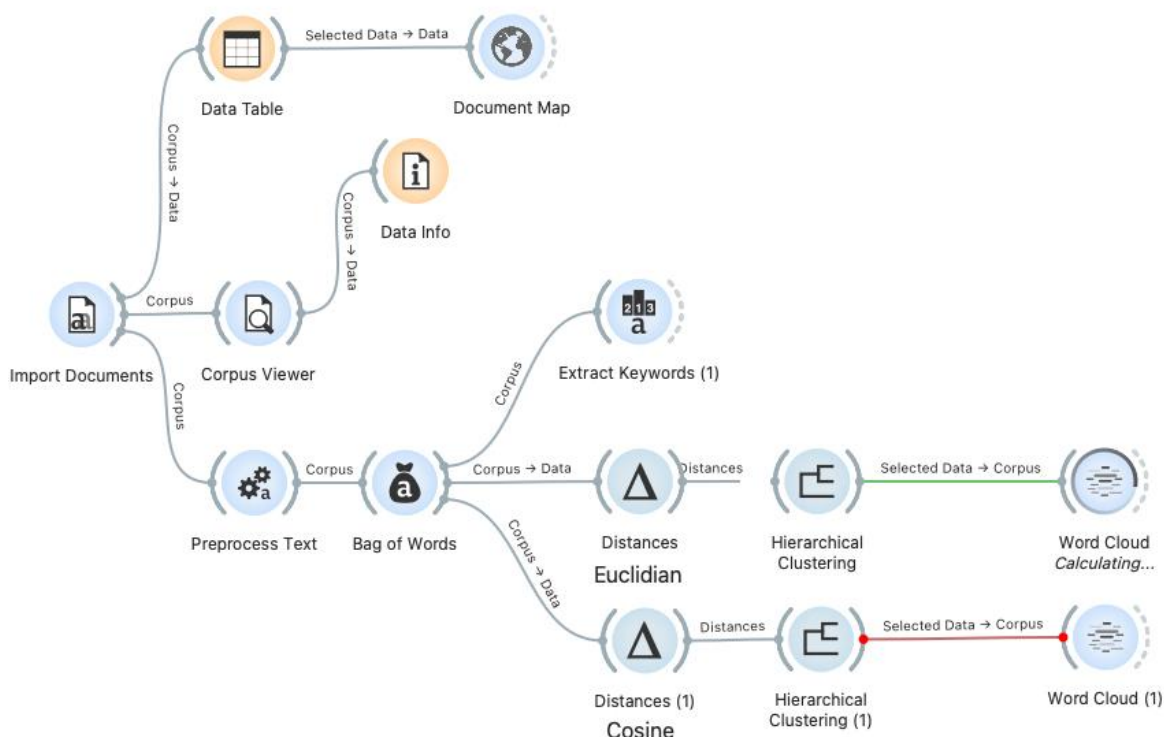 Selected Data → Data
Data Table
Document Map
Corpus → Data
Data Info
Corpus → Data
Corpus
Import Documents
Corpus Viewer
Extract Keywords (1)
Corpus
Corpus
Corpus
Corpus → Data
Distances
Selected Data → Corpus
Preprocess Text
Bag of Words
Distances
Euclidian
Hierarchical
Clustering
Word Cloud
Calculating...
Corpus → Data
Distances
Selected Data → Corpus
Distances (1)
Cosine
Hierarchical
Clustering (1)
Word Cloud (1)
a
a
213
a
a
a
i